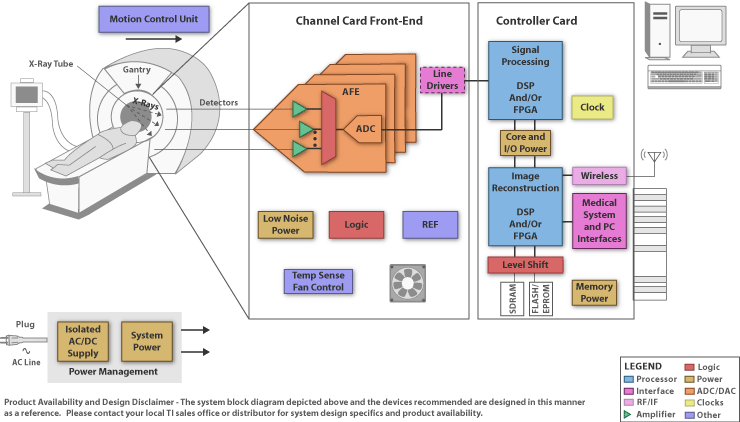 Motion Control Unit
X-Ray Tube
Gantry
X-Rays
Detectors
Channel Card Front-End
AFE
ADC
Line
Drivers
Low Noise
Power
Logic
REF
Temp Sense
Fan Control
Controller Card
Signal
Processing
DSP
And/Or
FPGA
Clock
Core and
I/O Power
Image
Reconstruction
DSP
And/Or
FPGA
Wireless
Medical
System
and PC
Interfaces
Level Shift
SDRAM
FLASH/
EPROM
Memory
Power
Plug
AC Line
Isolated
AC/DC
Supply
System
Power
Power Management
LEGEND
Processor
Interface
RF/IF
Amplifier
Logic
Power
ADC/DAC
Clocks
Other
Product Availability and Design Disclaimer - The system block diagram depicted above and the devices recommended are designed in this manner
as a reference. Please contact your local TI sales office or distributor for system design specifics and product availability.